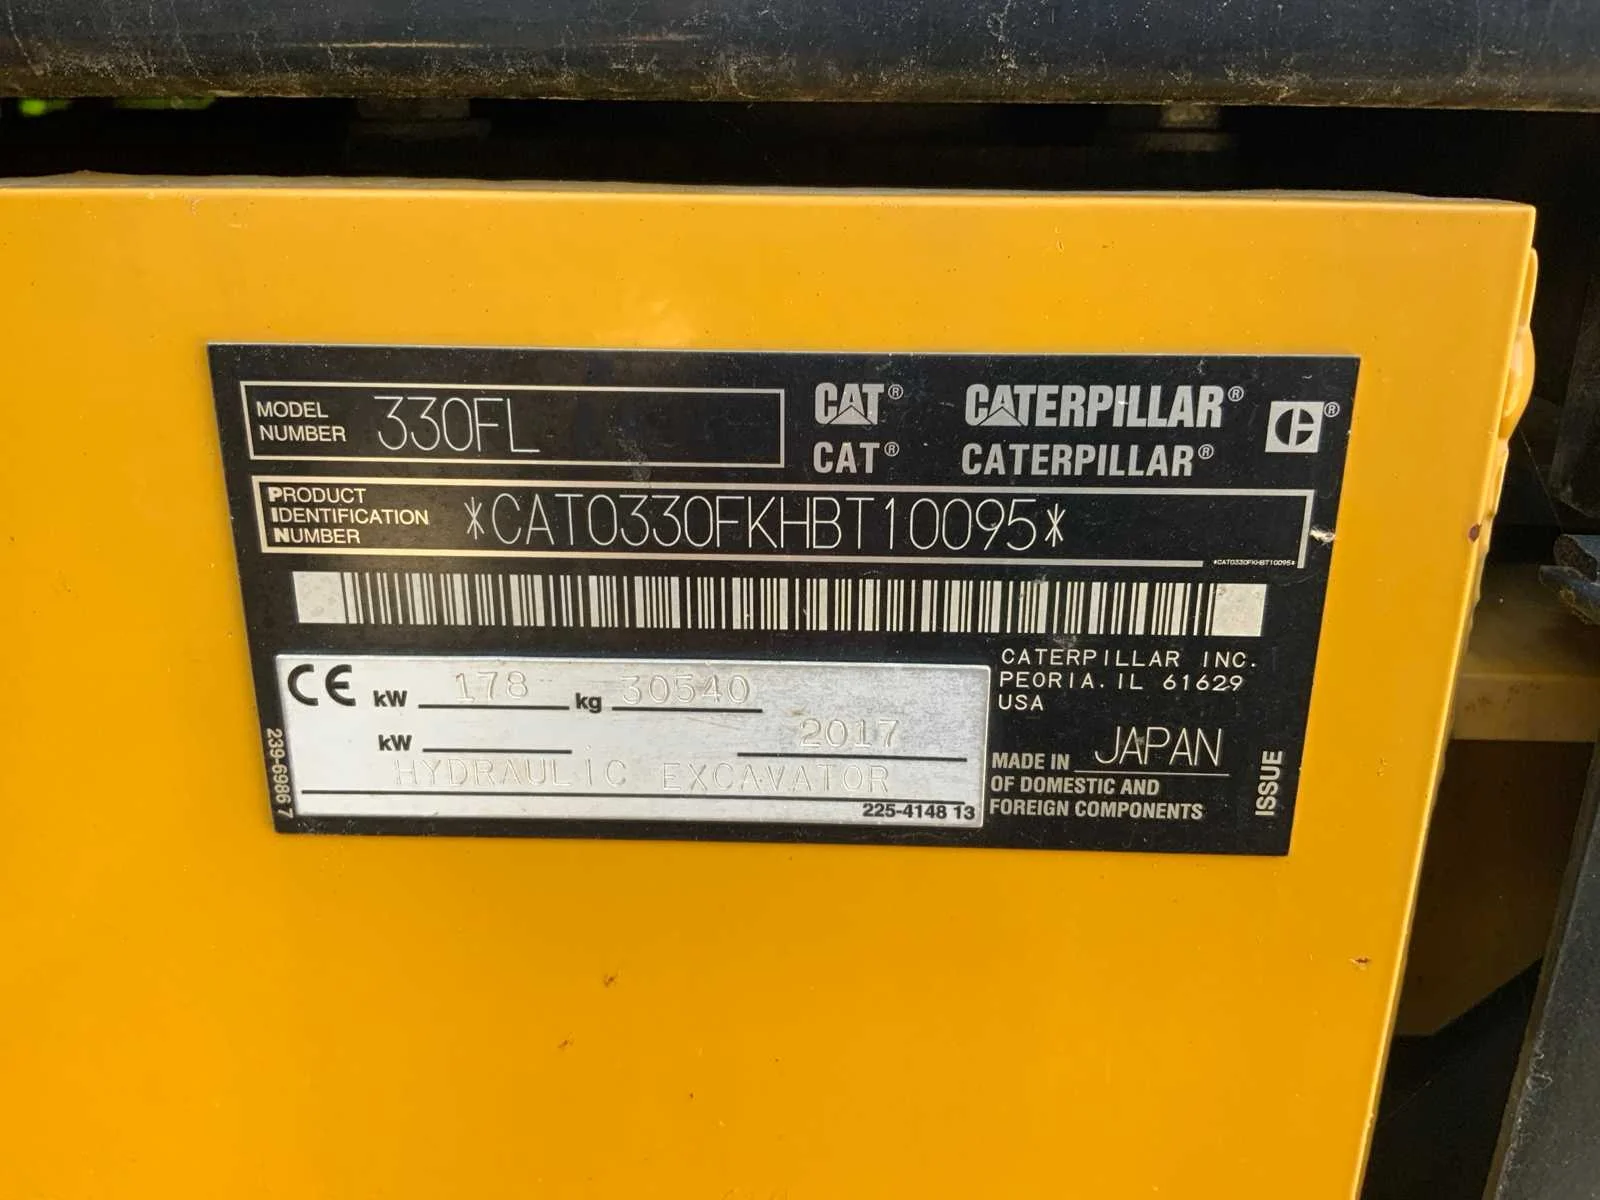 MODEL
NUMBER 330FL
CAT® CATERPILLAR® ®
CAT® CATERPILLAR®
PRODUCT
IDENTIFICATION
NUMBER
*CAT0330FKHBT10095*
*CAT0330FKHBT10095*
CE kW 178 kg 30540
kW 2017
HYDRAULIC EXCAVATOR
225-4148 13
239-6986 7
CATERPILLAR INC.
PEORIA. IL 61629
USA
MADE IN JAPAN
OF DOMESTIC AND
FOREIGN COMPONENTS
ISSUE